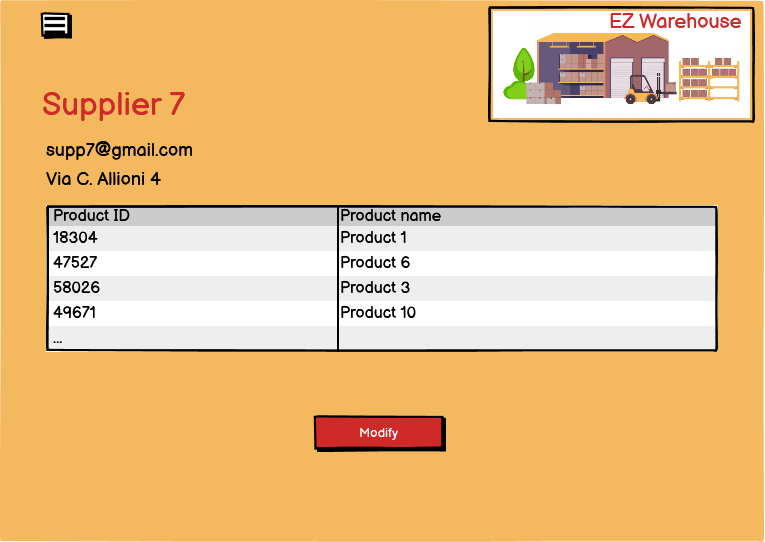 EZ Warehouse
Supplier 7
supp7@gmail.com
Via C. Allioni 4
Product ID Product name
18304 Product 1
47527 Product 6
58026 Product 3
49671 Product 10
...
Modify